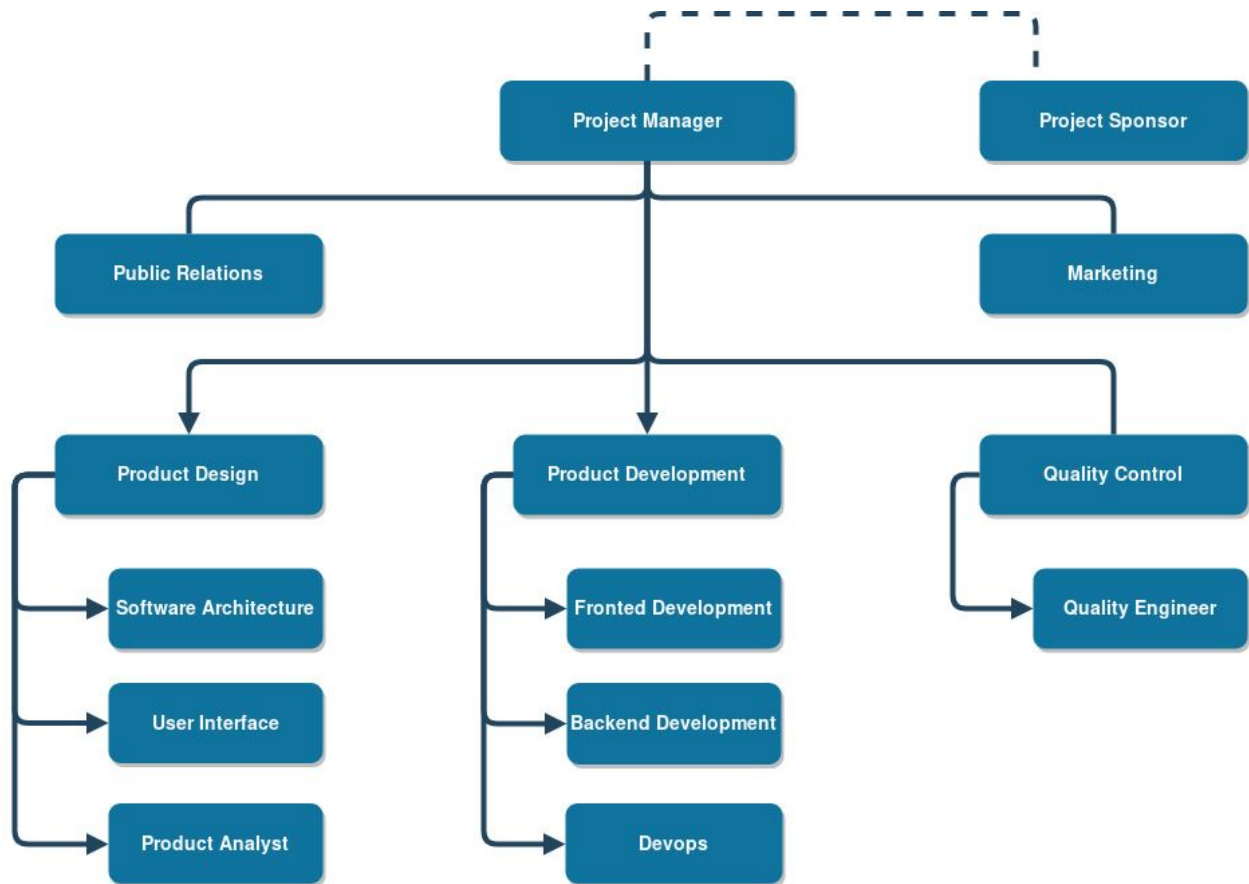 Project Manager
Project Sponsor
Public Relations
Marketing
Product Design
Product Development
Quality Control
Software Architecture
Fronted Development
Quality Engineer
User Interface
Backend Development
Product Analyst
Devops